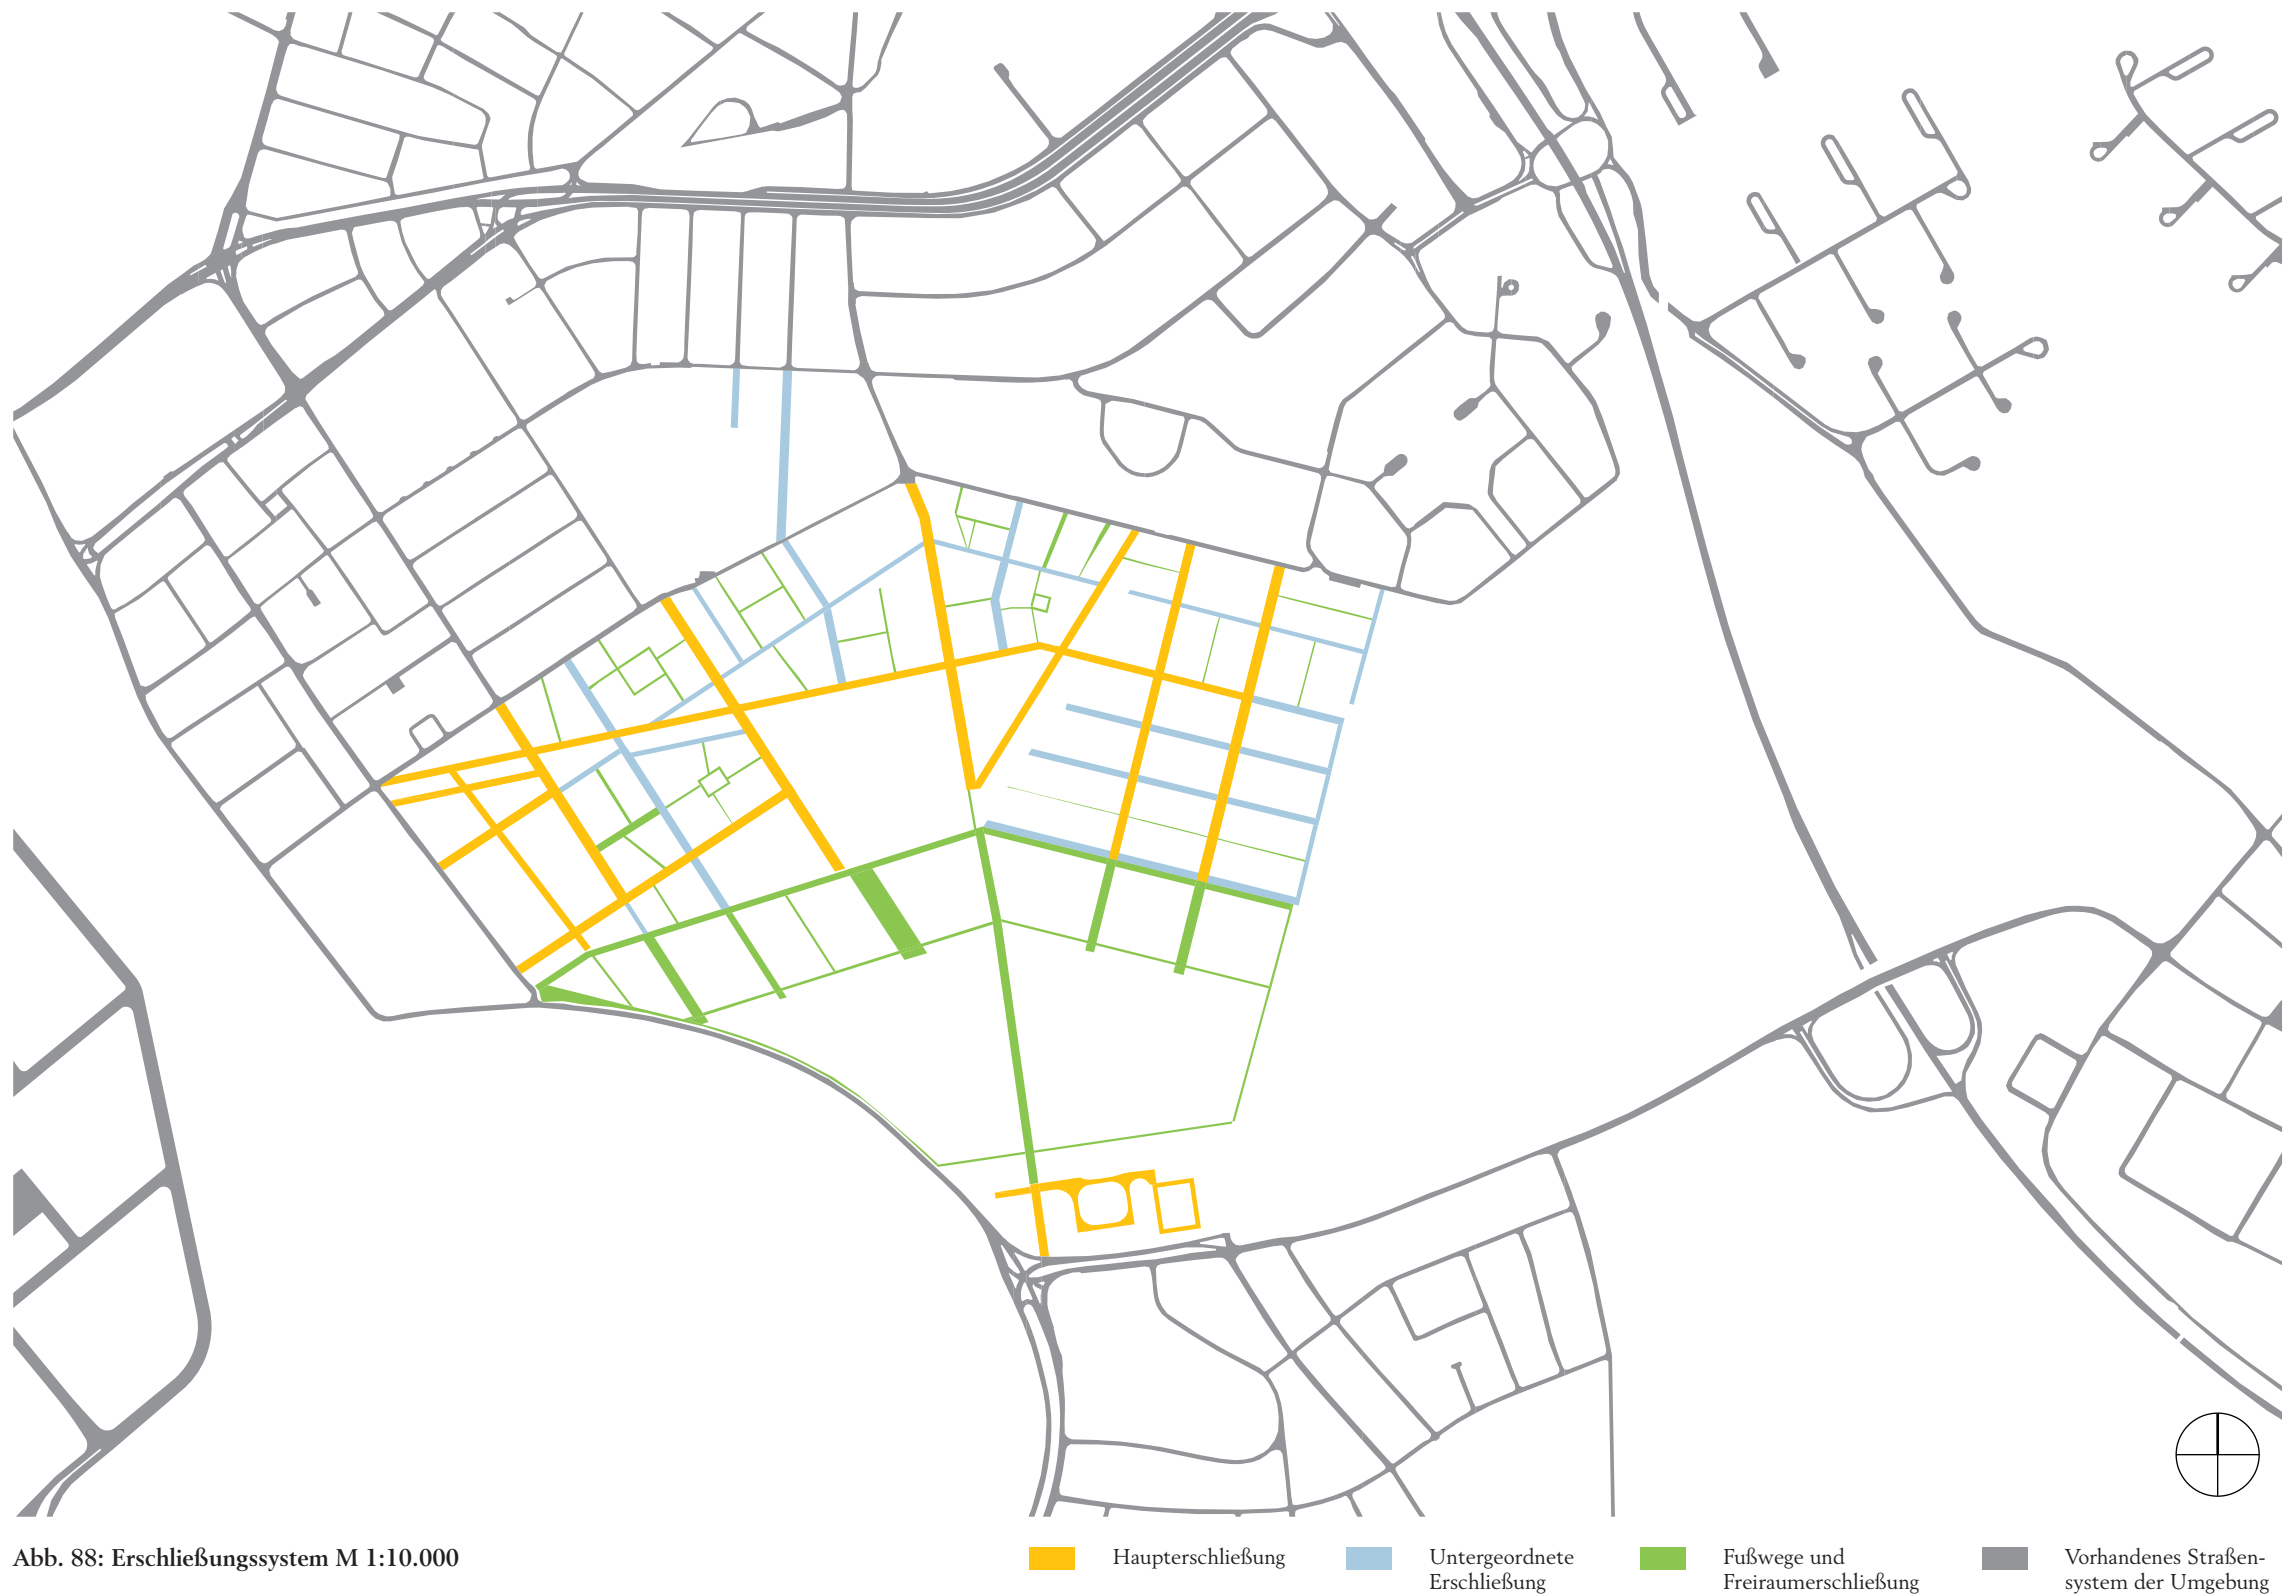 Abb. 88: Erschließungssystem M 1:10.000
Haupterschließung
Untergeordnete
Erschließung
Fußwege und
Freiraumerschließung
Vorhandenes Straßen-
system der Umgebung